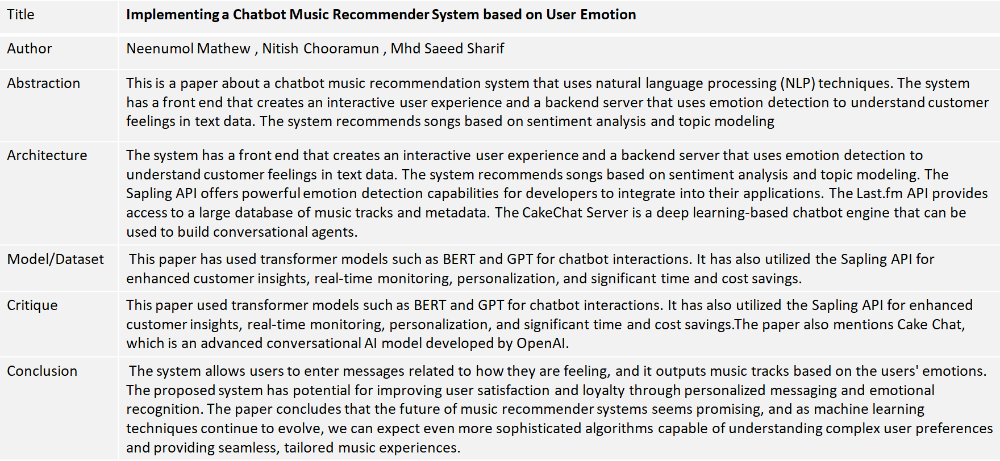 Title Implementing a Chatbot Music Recommender System based on User Emotion
Author Neenumol Mathew , Nitish Chooramun , Mhd Saeed Sharif
Abstraction This is a paper about a chatbot music recommendation system that uses natural language processing (NLP) techniques. The system
has a front end that creates an interactive user experience and a backend server that uses emotion detection to understand customer
feelings in text data. The system recommends songs based on sentiment analysis and topic modeling
Architecture The system has a front end that creates an interactive user experience and a backend server that uses emotion detection to
understand customer feelings in text data. The system recommends songs based on sentiment analysis and topic modeling. The
Sapling API offers powerful emotion detection capabilities for developers to integrate into their applications. The Last.fm API provides
access to a large database of music tracks and metadata. The CakeChat Server is a deep learning-based chatbot engine that can be
used to build conversational agents.
Model/Dataset This paper has used transformer models such as BERT and GPT for chatbot interactions. It has also utilized the Sapling API for
enhanced customer insights, real-time monitoring, personalization, and significant time and cost savings.
Critique This paper used transformer models such as BERT and GPT for chatbot interactions. It has also utilized the Sapling API for enhanced
customer insights, real-time monitoring, personalization, and significant time and cost savings.The paper also mentions Cake Chat,
which is an advanced conversational AI model developed by OpenAI.
Conclusion The system allows users to enter messages related to how they are feeling, and it outputs music tracks based on the users' emotions.
The proposed system has potential for improving user satisfaction and loyalty through personalized messaging and emotional
recognition. The paper concludes that the future of music recommender systems seems promising, and as machine learning
techniques continue to evolve, we can expect even more sophisticated algorithms capable of understanding complex user preferences
and providing seamless, tailored music experiences.